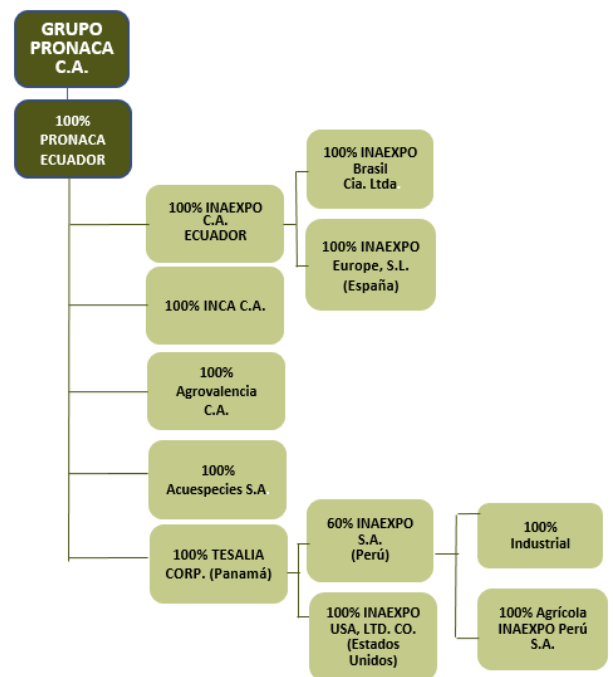 GRUPO
PRONACA
C.A.
100%
PRONACA
ECUADOR
100% INAEXPO
C.A.
ECUADOR
100% INAEXPO
Brasil
Cia. Ltda.
100% INAEXPO
Europe, S.L.
(España)
100% INCA C.A.
100%
Agrovalencia
C.A.
100%
Acuespecies S.A.
100% TESALIA
CORP. (Panamá)
60% INAEXPO
S.A.
(Perú)
100% INAEXPO
USA, LTD. CO.
(Estados
Unidos)
100%
Industrial
100% Agrícola
INAEXPO Perú
S.A.